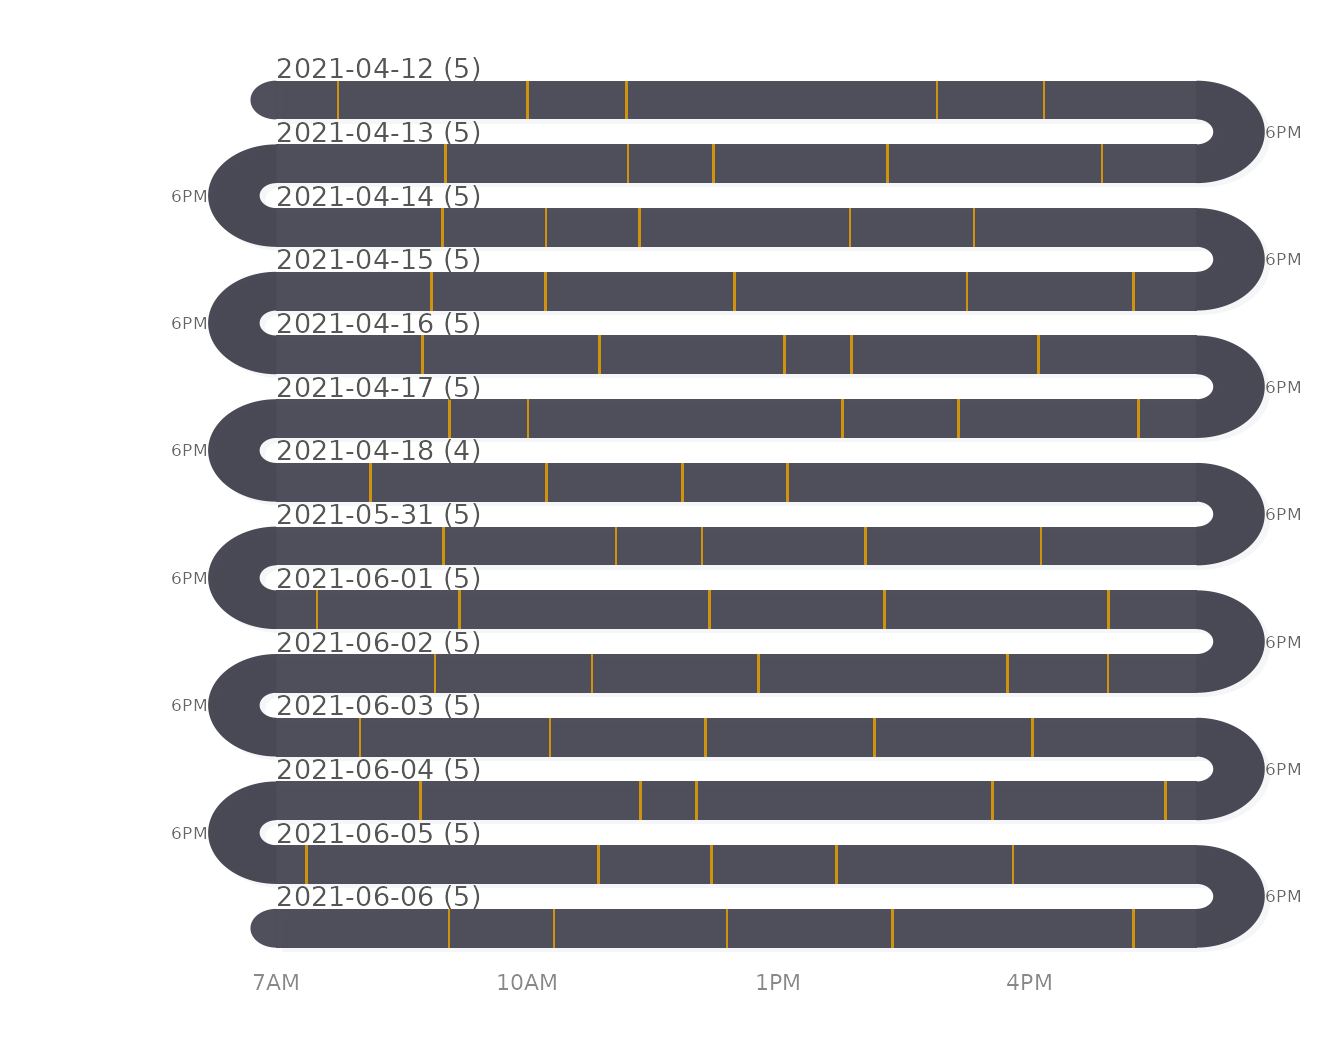 2021-04-12 (5)
6PM
2021-04-13 (5)
6PM
2021-04-14 (5)
6PM
2021-04-15 (5)
6PM
2021-04-16 (5)
6PM
2021-04-17 (5)
6PM
2021-04-18 (4)
6PM
2021-05-31 (5)
6PM
2021-06-01 (5)
6PM
2021-06-02 (5)
6PM
2021-06-03 (5)
6PM
2021-06-04 (5)
6PM
2021-06-05 (5)
6PM
2021-06-06 (5)
7AM 10AM 1PM 4PM